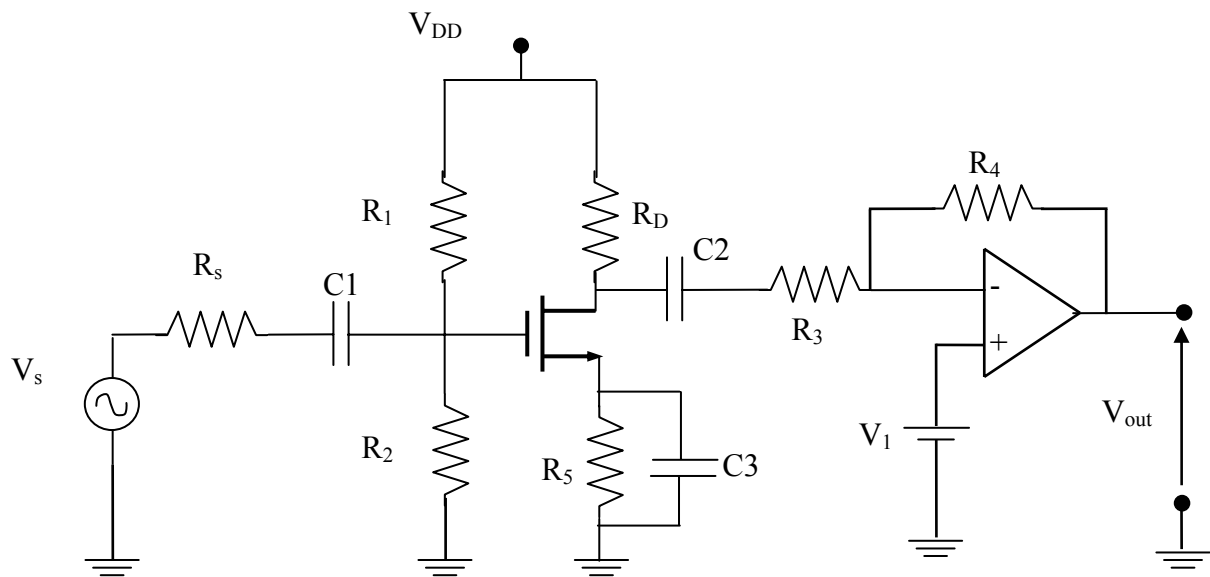 V_DD
R_4
R_1
R_D
C2
R_s
C1
-
R_3
+
V_s
V_1
V_out
R_2
R_5
C3